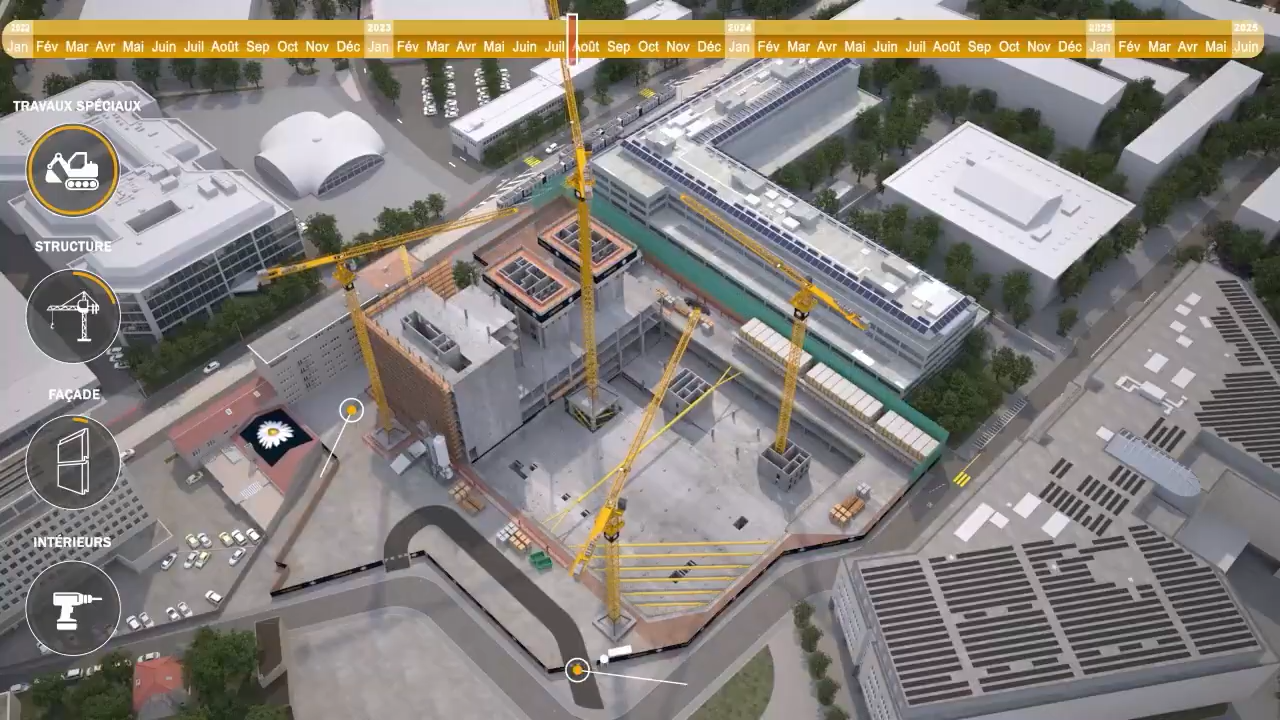 2022 2023 2024 2025 2025
Jan Fév Mar Avr Mai Juin Juil Août Sep Oct Nov Déc Jan Fév Mar Avr Mai Juin Juil Août Sep Oct Nov Déc Jan Fév Mar Avr Mai Juin Juil Août Sep Oct Nov Déc Jan Fév Mar Avr Mai Juin
TRAVAUX SPÉCIAUX
STRUCTURE
FAÇADE
INTÉRIEURS